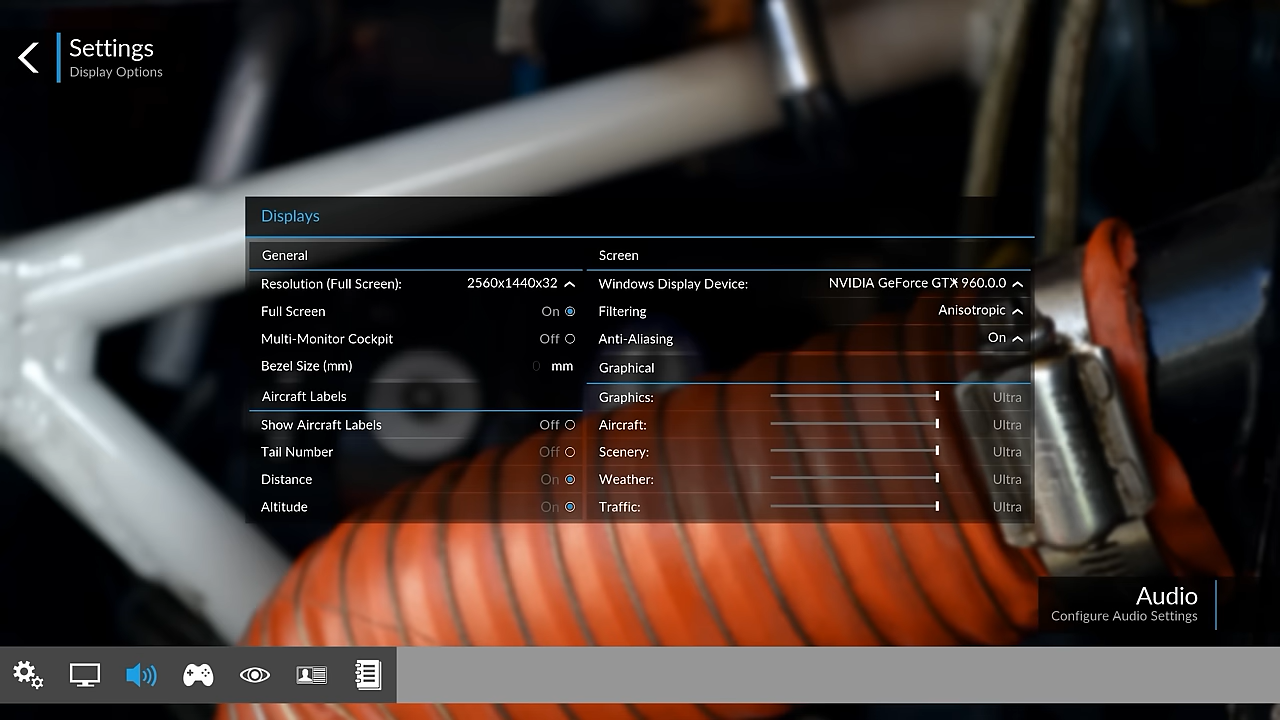 Settings
Display Options
Displays
General
Resolution (Full Screen): 2560x1440x32
Full Screen On
Multi-Monitor Cockpit Off
Bezel Size (mm) 0 mm
Aircraft Labels
Show Aircraft Labels Off
Tail Number Off
Distance On
Altitude On
Screen
Windows Display Device: NVIDIA GeForce GTX 960.0.0
Filtering Anisotropic
Anti-Aliasing On
Graphical
Graphics: Ultra
Aircraft: Ultra
Scenery: Ultra
Weather: Ultra
Traffic: Ultra
Audio
Configure Audio Settings